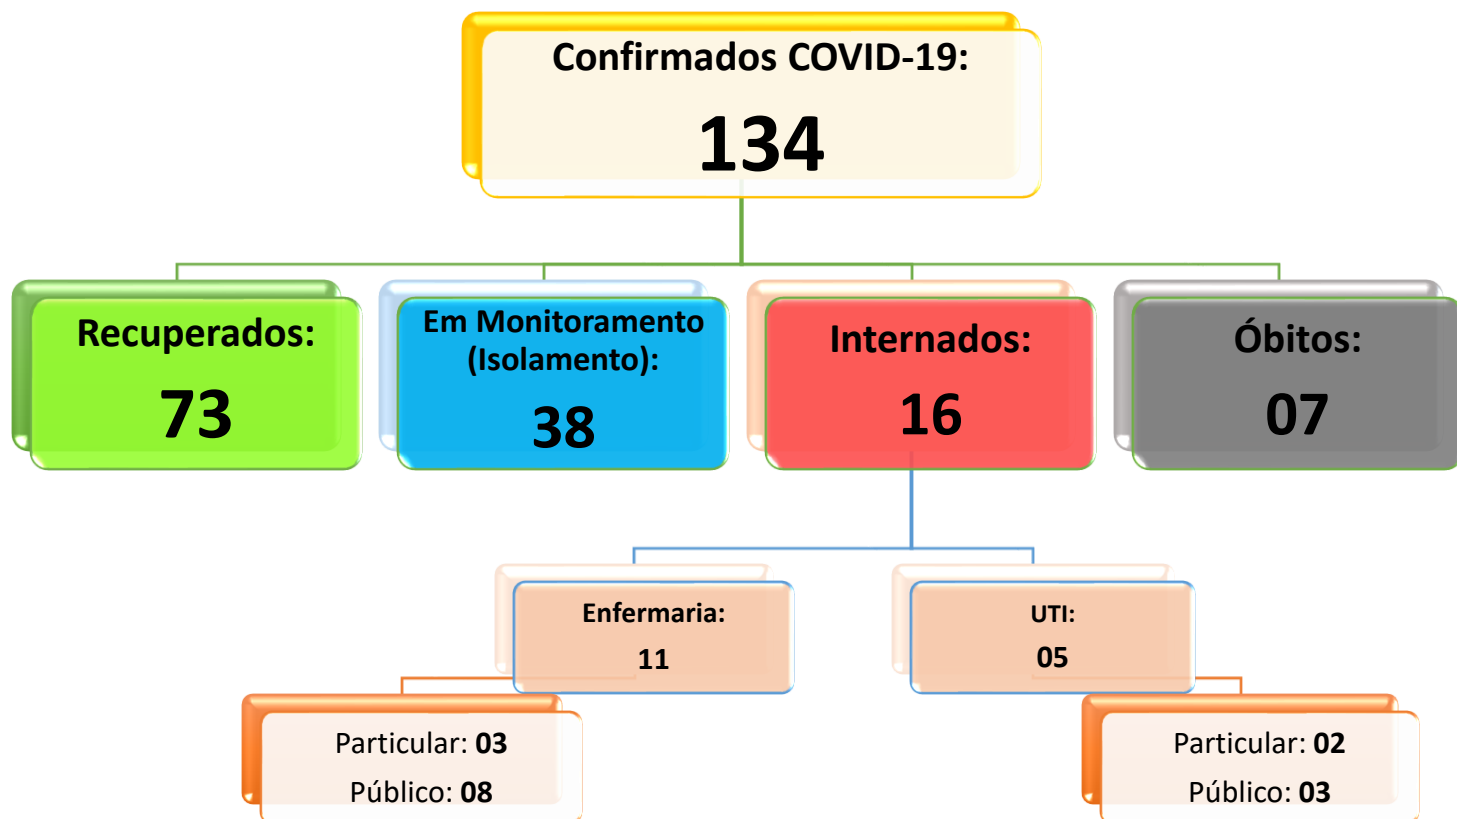 Confirmados COVID-19:
134
Recuperados:
73
Em Monitoramento
(Isolamento):
38
Internados:
16
Óbitos:
07
Enfermaria:
11
UTI:
05
Particular: 03
Público: 08
Particular: 02
Público: 03